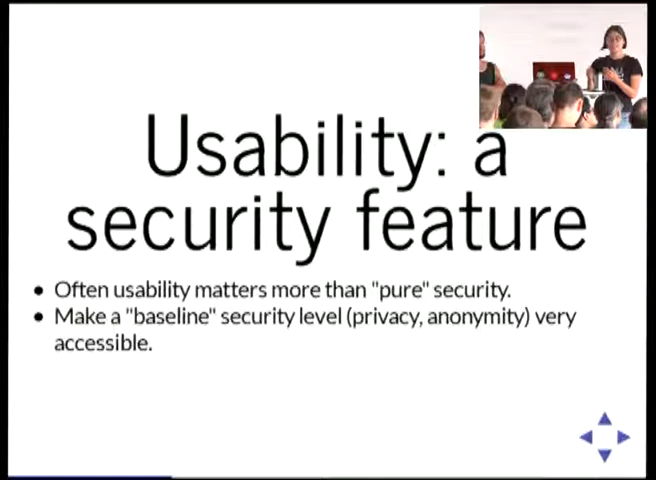 Usability: a
security feature
• Often usability matters more than "pure" security.
• Make a "baseline" security level (privacy, anonymity) very
accessible.